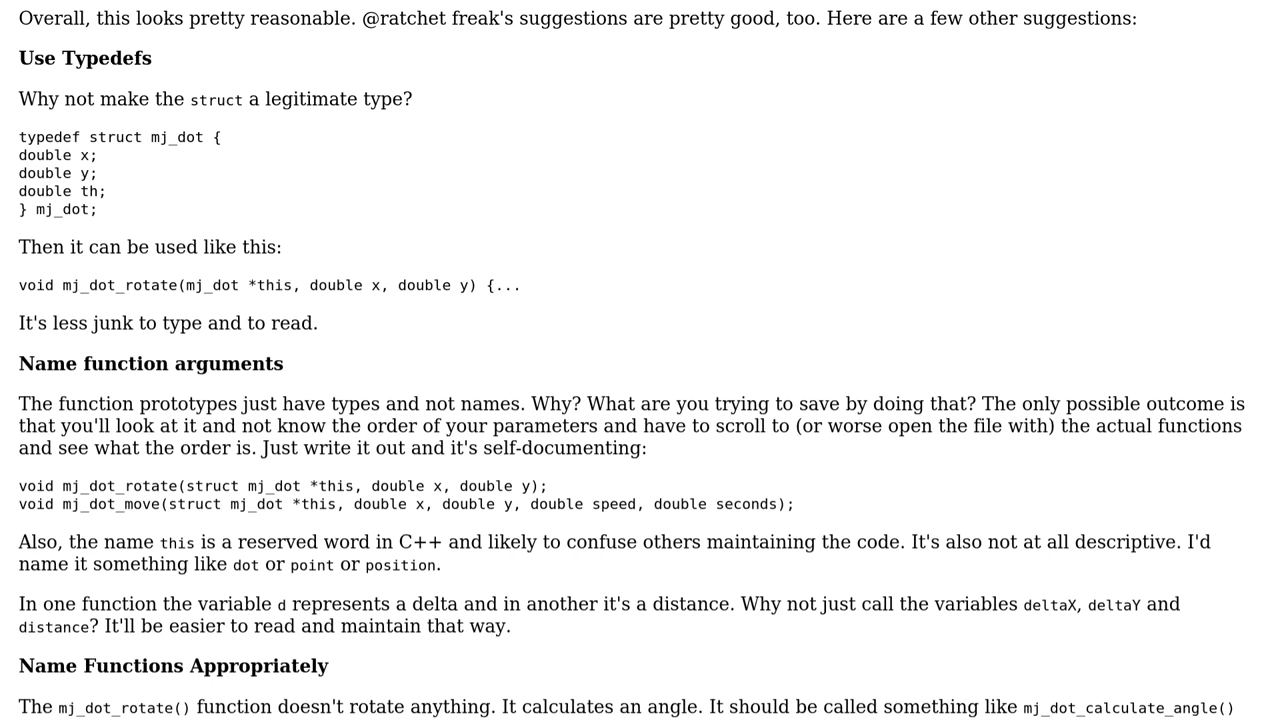 Overall, this looks pretty reasonable. @ratchet freak's suggestions are pretty good, too. Here are a few other suggestions:
Use Typedefs
Why not make the struct a legitimate type?
typedef struct mj_dot {
double x;
double y;
double th;
} mj_dot;
Then it can be used like this:
void mj_dot_rotate(mj_dot *this, double x, double y) {...
It's less junk to type and to read.
Name function arguments
The function prototypes just have types and not names. Why? What are you trying to save by doing that? The only possible outcome is
that you'll look at it and not know the order of your parameters and have to scroll to (or worse open the file with) the actual functions
and see what the order is. Just write it out and it's self-documenting:
void mj_dot_rotate(struct mj_dot *this, double x, double y);
void mj_dot_move(struct mj_dot *this, double x, double y, double speed, double seconds);
Also, the name this is a reserved word in C++ and likely to confuse others maintaining the code. It's also not at all descriptive. I'd
name it something like dot or point or position.
In one function the variable d represents a delta and in another it's a distance. Why not just call the variables deltaX, deltaY and
distance? It'll be easier to read and maintain that way.
Name Functions Appropriately
The mj_dot_rotate() function doesn't rotate anything. It calculates an angle. It should be called something like mj_dot_calculate_angle()